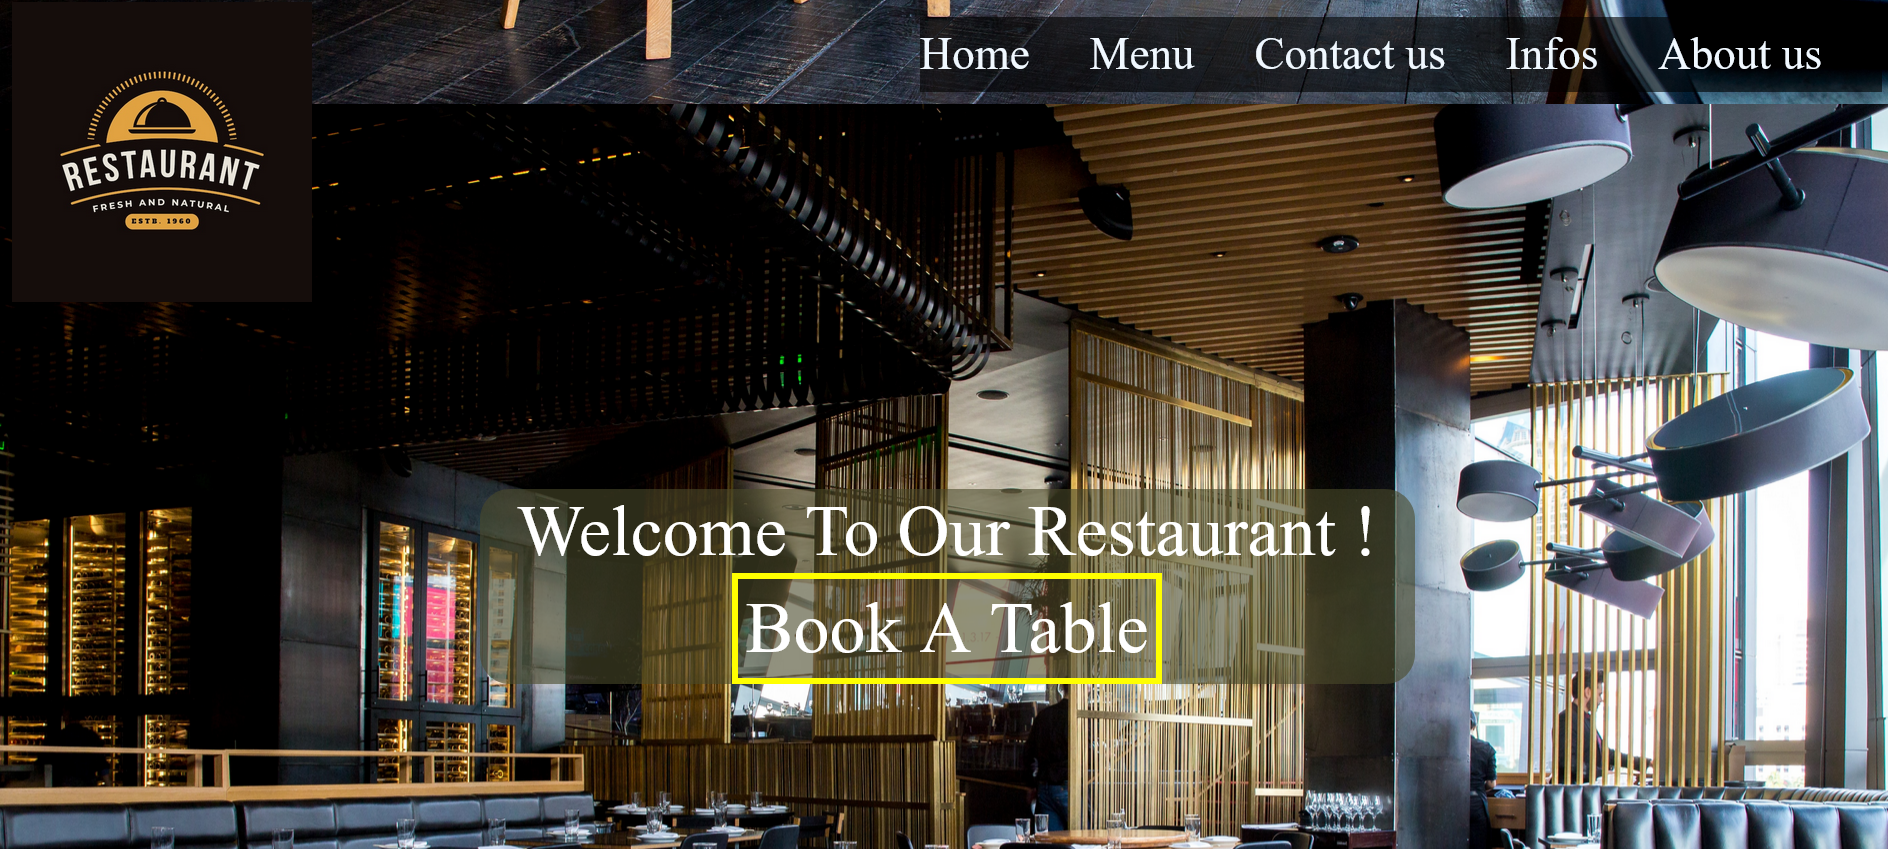 RESTAURANT
FRESH AND NATURAL
ESTB. 1960
Home Menu Contact us Infos About us
Welcome To Our Restaurant !
Book A Table